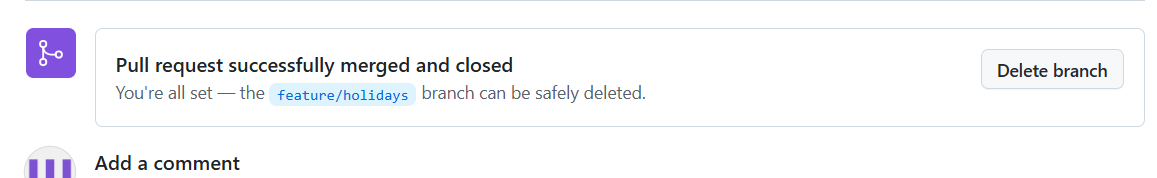 Pull request successfully merged and closed
You're all set — the feature/holidays branch can be safely deleted.
Delete branch
Add a comment